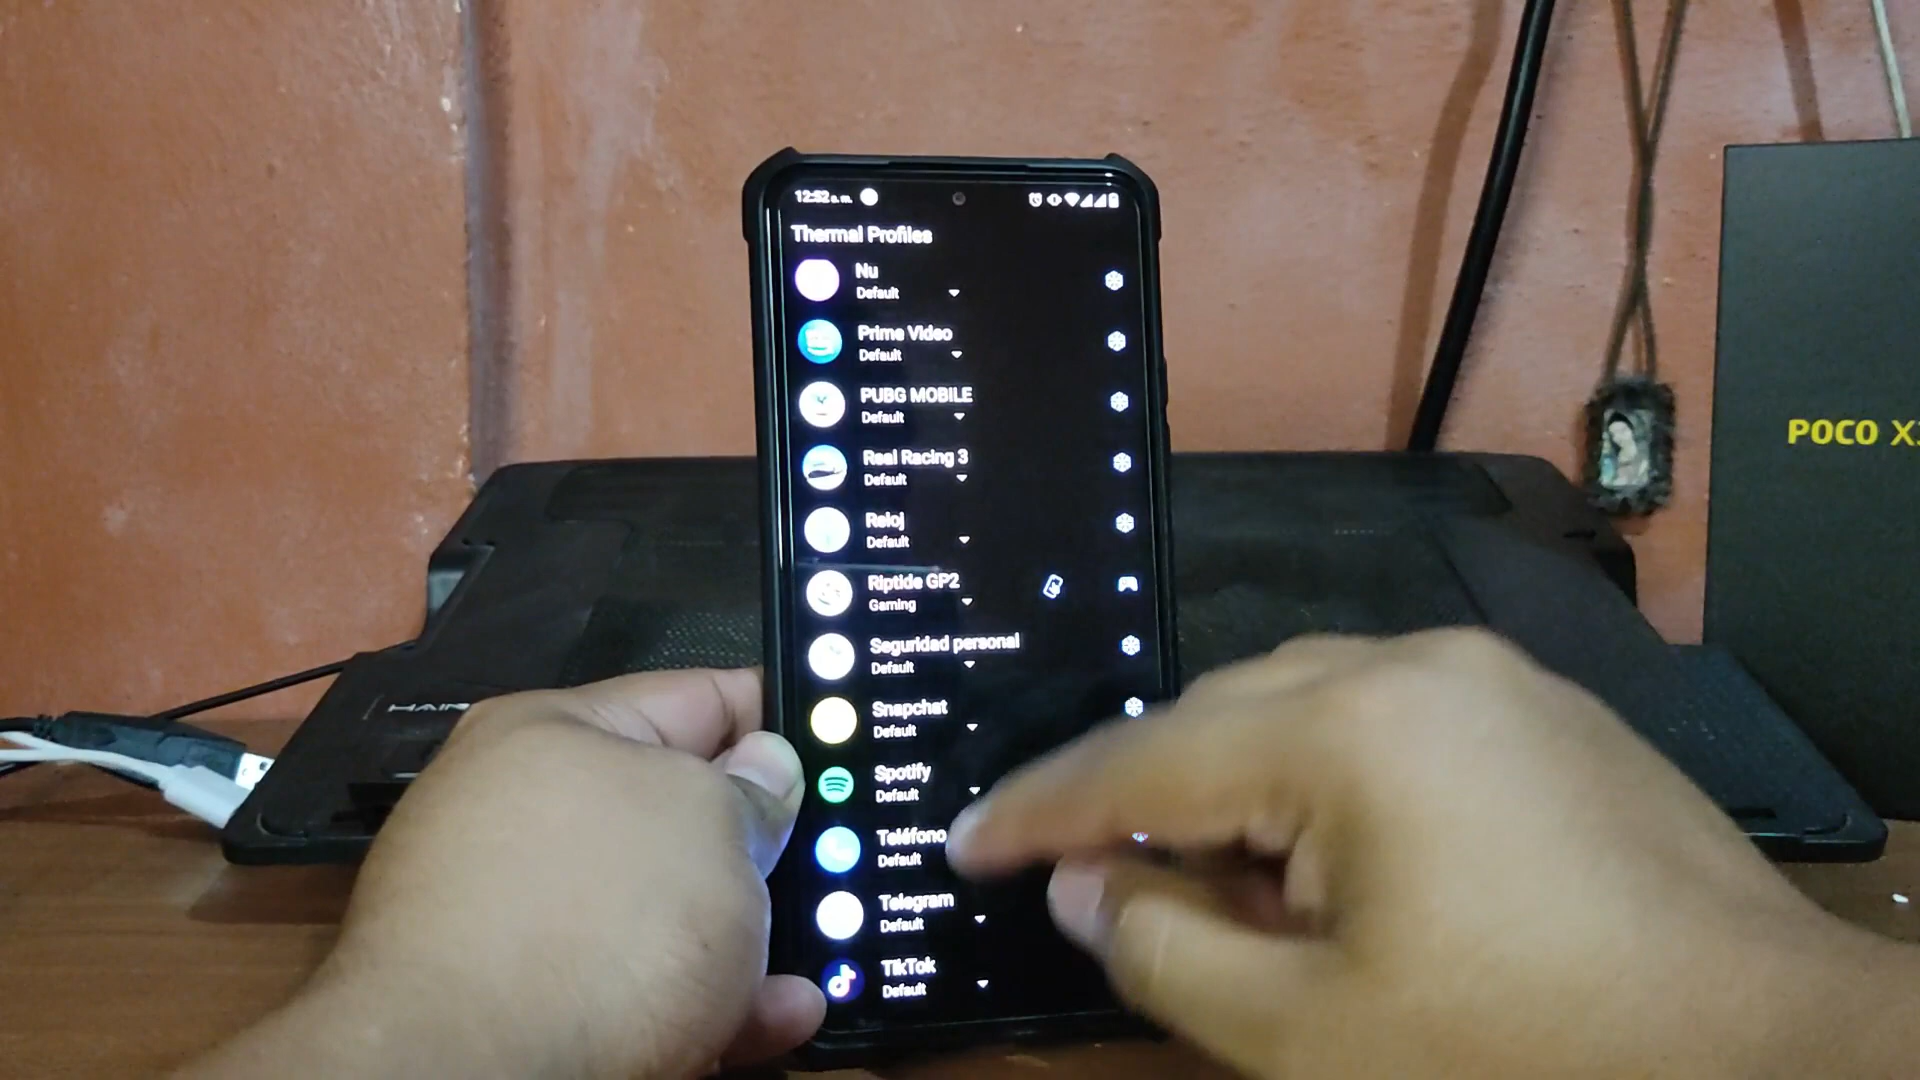 12:52a.m.
Thermal Profiles
Nu
Default
Prime Video
Default
PUBG MOBILE
Default
Real Racing 3
Default
Reloj
Default
Riptide GP2
Gaming
Seguridad personal
Default
Snapchat
Default
Spotify
Default
Teléfono
Default
Telegram
Default
TikTok
Default
POCO